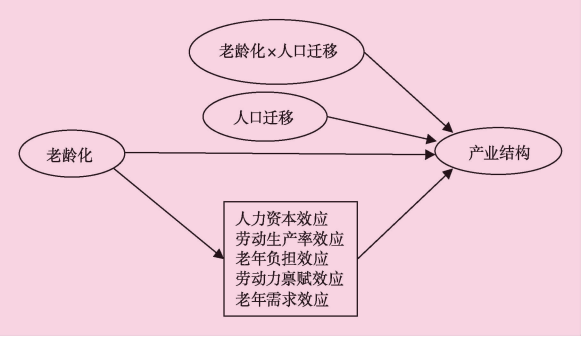 老龄化×人口迁移
人口迁移
老龄化
产业结构
人力资本效应
劳动生产率效应
老年负担效应
劳动力禀赋效应
老年需求效应